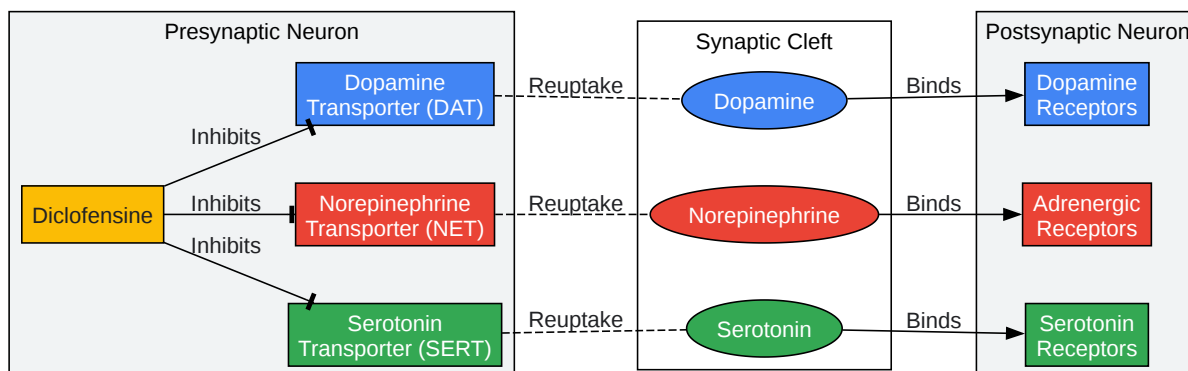 Presynaptic Neuron
Synaptic Cleft
Postsynaptic Neuron
Dopamine
Transporter (DAT)
Reuptake
Dopamine
Binds
Dopamine
Receptors
Inhibits
Diclofensine
Inhibits
Norepinephrine
Transporter (NET)
Reuptake
Norepinephrine
Binds
Adrenergic
Receptors
Inhibits
Serotonin
Transporter (SERT)
Reuptake
Serotonin
Binds
Serotonin
Receptors